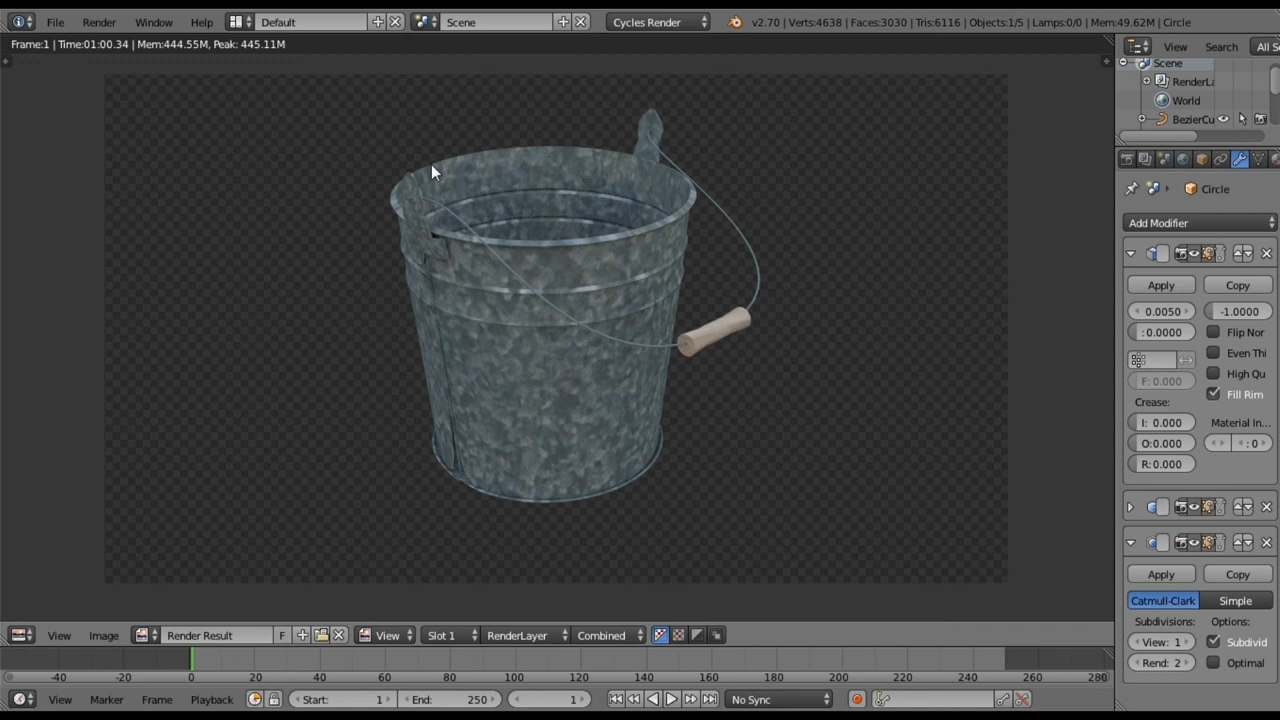 File Render Window Help Default Scene Cycles Render v2.70 | Verts:4638 | Faces:3030 | Tris:6116 | Objects:1/5 | Lamps:0/0 | Mem:49.62M | Circle
Frame:1 | Time:01:00.34 | Mem:444.55M, Peak: 445.11M
View Search All S
Scene
RenderLa
World
BezierCu
Circle
Add Modifier
Apply Copy
0.0050 -1.0000
: 0.0000 Flip Nor
Even Thi
High Qu
F: 0.000
Fill Rim
Crease:
I: 0.000 Material In...
O:0.000 : 0
R:0.000
Apply Copy
Catmull-Clark Simple
Subdivisions: Options:
View: 1 Subdivid
Rend: 2 Optimal
View Image Render Result F View Slot 1 RenderLayer Combined
-40 -20 0 20 40 60 80 100 120 140 160 180 200 220 240 260 280
View Marker Frame Playback Start: 1 End: 250 1 No Sync